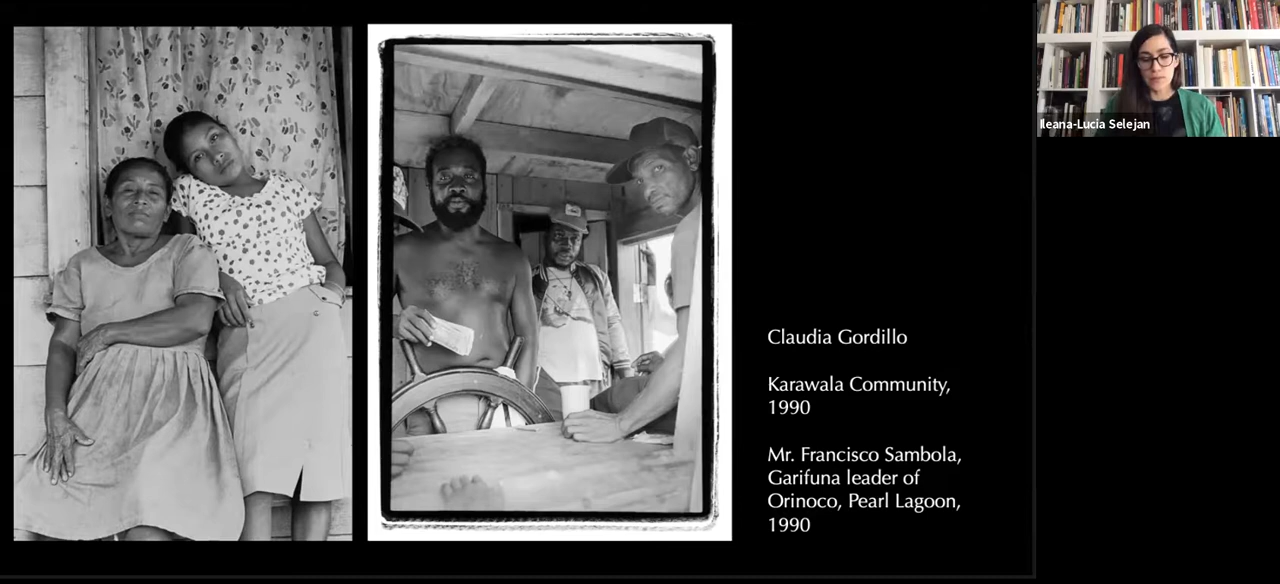 Ileana-Lucia Selejan
Claudia Gordillo
Karawala Community,
1990
Mr. Francisco Sambola,
Garifuna leader of
Orinoco, Pearl Lagoon,
1990